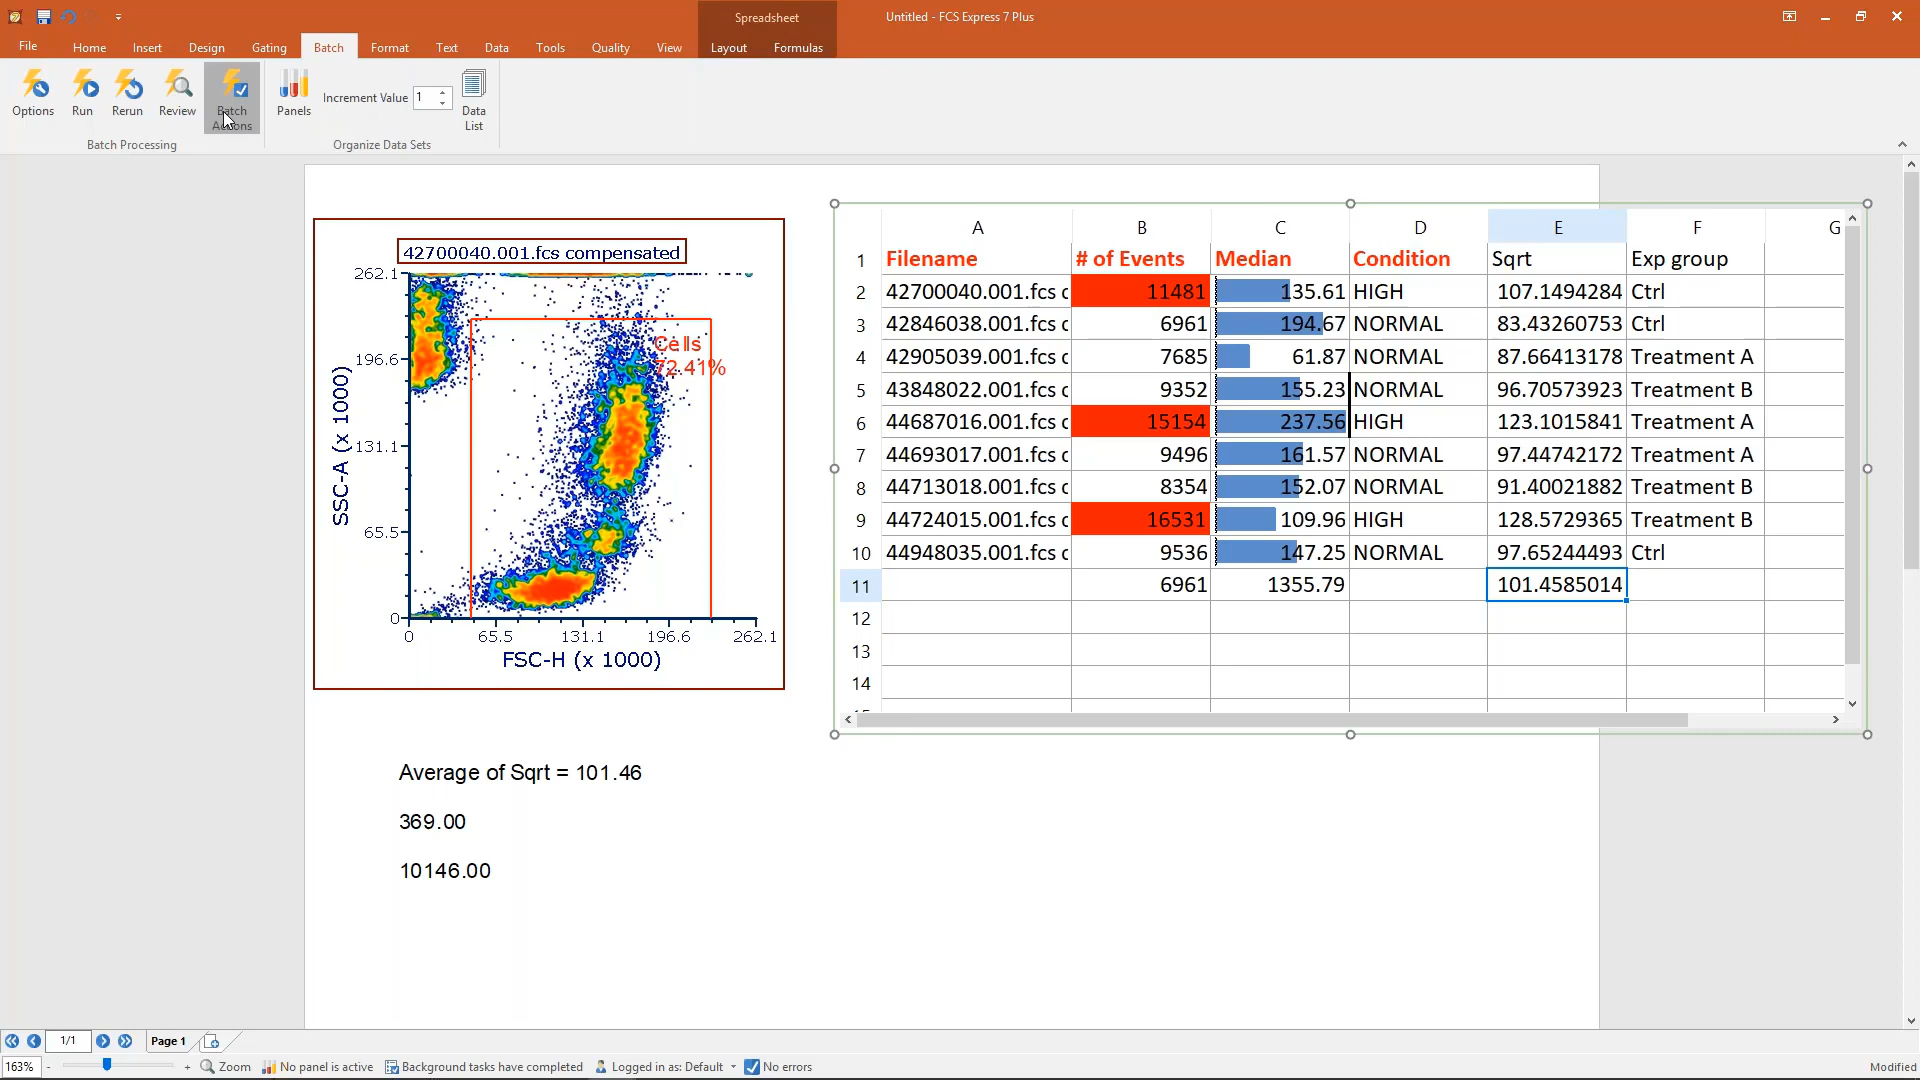 Spreadsheet
Untitled - FCS Express 7 Plus
File Home Insert Design Gating Batch Format Text Data Tools Quality View Layout Formulas
Options Run Rerun Review Batch Actions Panels Increment Value 1 Data List
Batch Processing Organize Data Sets
42700040.001.fcs compensated
262.1
196.6
131.1
65.5
0
SSC-A (x 1000)
Cells
72.41%
0 65.5 131.1 196.6 262.1
FSC-H (x 1000)
A B C D E F G
1 Filename # of Events Median Condition Sqrt Exp group
2 42700040.001.fcs c 11481 135.61 HIGH 107.1494284 Ctrl
3 42846038.001.fcs c 6961 194.67 NORMAL 83.43260753 Ctrl
4 42905039.001.fcs c 7685 61.87 NORMAL 87.66413178 Treatment A
5 43848022.001.fcs c 9352 155.23 NORMAL 96.70573923 Treatment B
6 44687016.001.fcs c 15154 237.56 HIGH 123.1015841 Treatment A
7 44693017.001.fcs c 9496 161.57 NORMAL 97.44742172 Treatment A
8 44713018.001.fcs c 8354 152.07 NORMAL 91.40021882 Treatment B
9 44724015.001.fcs c 16531 109.96 HIGH 128.5729365 Treatment B
10 44948035.001.fcs c 9536 147.25 NORMAL 97.65244493 Ctrl
11 6961 1355.79 101.4585014
12
13
14
Average of Sqrt = 101.46
369.00
10146.00
1/1 Page 1
163% - + Zoom No panel is active Background tasks have completed Logged in as: Default No errors Modified